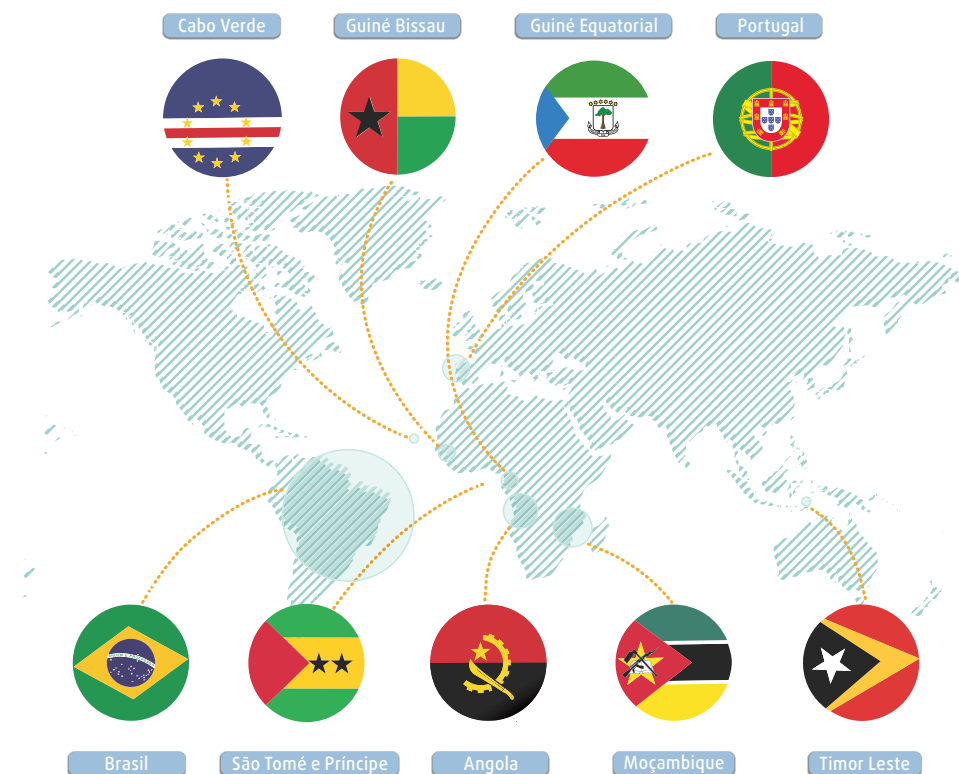 Cabo Verde
Guiné Bissau
Guiné Equatorial
Portugal
Brasil
São Tomé e Príncipe
Angola
Moçambique
Timor Leste